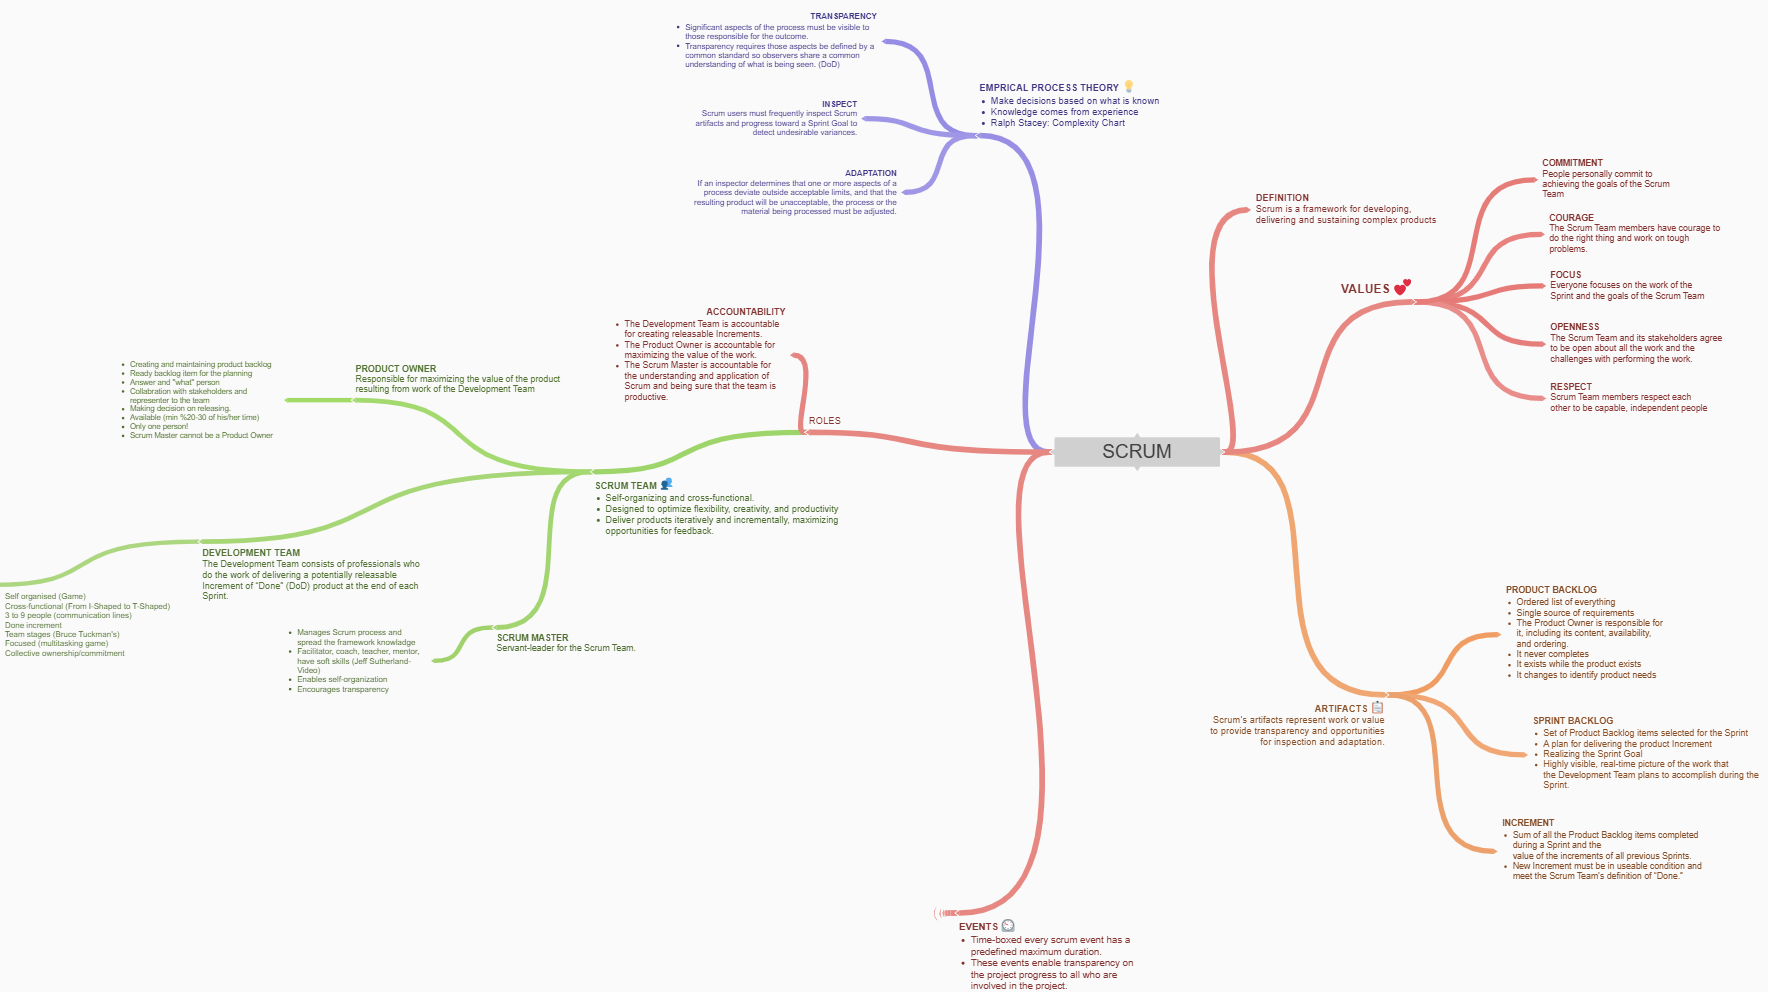 TRANSPARENCY
• Significant aspects of the process must be visible to
those responsible for the outcome.
• Transparency requires those aspects be defined by a
common standard so observers share a common
understanding of what is being seen. (DoD)
INSPECT
Scrum users must frequently inspect Scrum
artifacts and progress toward a Sprint Goal to
detect undesirable variances.
ADAPTATION
If an inspector determines that one or more aspects of a
process deviate outside acceptable limits, and that the
resulting product will be unacceptable, the process or the
material being processed must be adjusted.
EMPRICAL PROCESS THEORY
• Make decisions based on what is known
• Knowledge comes from experience
• Ralph Stacey: Complexity Chart
DEFINITION
Scrum is a framework for developing,
delivering and sustaining complex products
VALUES
COMMITMENT
People personally commit to
achieving the goals of the Scrum
Team
COURAGE
The Scrum Team members have courage to
do the right thing and work on tough
problems.
FOCUS
Everyone focuses on the work of the
Sprint and the goals of the Scrum Team
OPENNESS
The Scrum Team and its stakeholders agree
to be open about all the work and the
challenges with performing the work.
RESPECT
Scrum Team members respect each
other to be capable, independent people
SCRUM
ROLES
ACCOUNTABILITY
• The Development Team is accountable
for creating releasable Increments.
• The Product Owner is accountable for
maximizing the value of the work.
• The Scrum Master is accountable for
the understanding and application of
Scrum and being sure that the team is
productive.
SCRUM TEAM
• Self-organizing and cross-functional.
• Designed to optimize flexibility, creativity, and productivity
• Deliver products iteratively and incrementally, maximizing
opportunities for feedback.
PRODUCT OWNER
Responsible for maximizing the value of the product
resulting from work of the Development Team
• Creating and maintaining product backlog
• Ready backlog item for the planning
• Answer and "what" person
• Collabration with stakeholders and
representer to the team
• Making decision on releasing.
• Available (min %20-30 of his/her time)
• Only one person!
• Scrum Master cannot be a Product Owner
DEVELOPMENT TEAM
The Development Team consists of professionals who
do the work of delivering a potentially releasable
Increment of “Done” (DoD) product at the end of each
Sprint.
Self organised (Game)
Cross-functional (From I-Shaped to T-Shaped)
3 to 9 people (communication lines)
Done increment
Team stages (Bruce Tuckman's)
Focused (multitasking game)
Collective ownership/commitment
SCRUM MASTER
Servant-leader for the Scrum Team.
• Manages Scrum process and
spread the framework knowladge
• Facilitator, coach, teacher, mentor,
have soft skills (Jeff Sutherland-
Video)
• Enables self-organization
• Encourages transparency
ARTIFACTS
Scrum’s artifacts represent work or value
to provide transparency and opportunities
for inspection and adaptation.
PRODUCT BACKLOG
• Ordered list of everything
• Single source of requirements
• The Product Owner is responsible for
it, including its content, availability,
and ordering.
• It never completes
• It exists while the product exists
• It changes to identify product needs
SPRINT BACKLOG
• Set of Product Backlog items selected for the Sprint
• A plan for delivering the product Increment
• Realizing the Sprint Goal
• Highly visible, real-time picture of the work that
the Development Team plans to accomplish during the
Sprint.
INCREMENT
• Sum of all the Product Backlog items completed
during a Sprint and the
value of the increments of all previous Sprints.
• New Increment must be in useable condition and
meet the Scrum Team's definition of “Done.”
EVENTS
• Time-boxed every scrum event has a
predefined maximum duration.
• These events enable transparency on
the project progress to all who are
involved in the project.